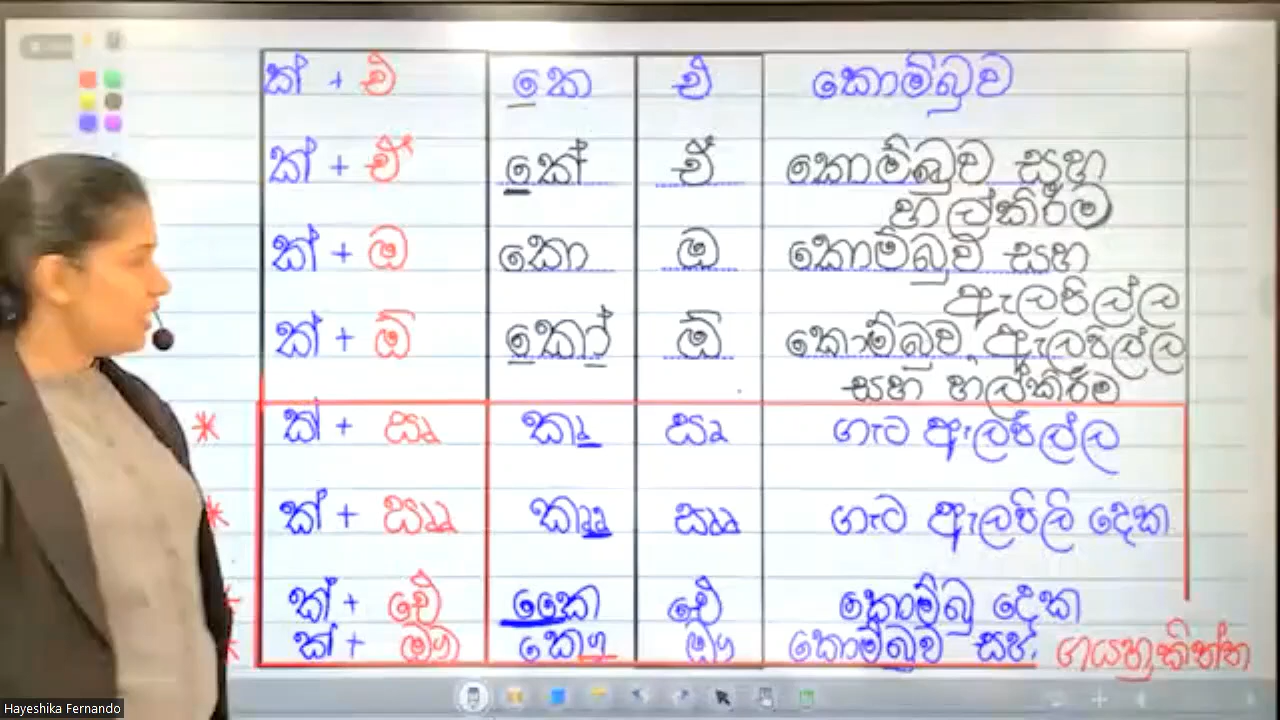 ක් + එ කෙ එ කොම්බුව
ක් + ඒ කේ ඒ කොම්බුව සහ
හල්කිරීම
ක් + ඔ කො ඔ කොම්බුව සහ
ඇලපිල්ල
ක් + ඕ කෝ ඕ කොම්බුව, ඇලපිල්ල
සහ හල්කිරීම
* ක් + ඍ කෘ ඍ ගැට ඇලපිල්ල
* ක් + ඎ කෲ ඎ ගැට ඇලපිලි දෙක
* ක් + ඓ කෛ ඓ කොම්බු දෙක
* ක් + ඖ කෞ ඖ කොම්බුව සහ ගයනුකිත්ත
Hayeshika Fernando